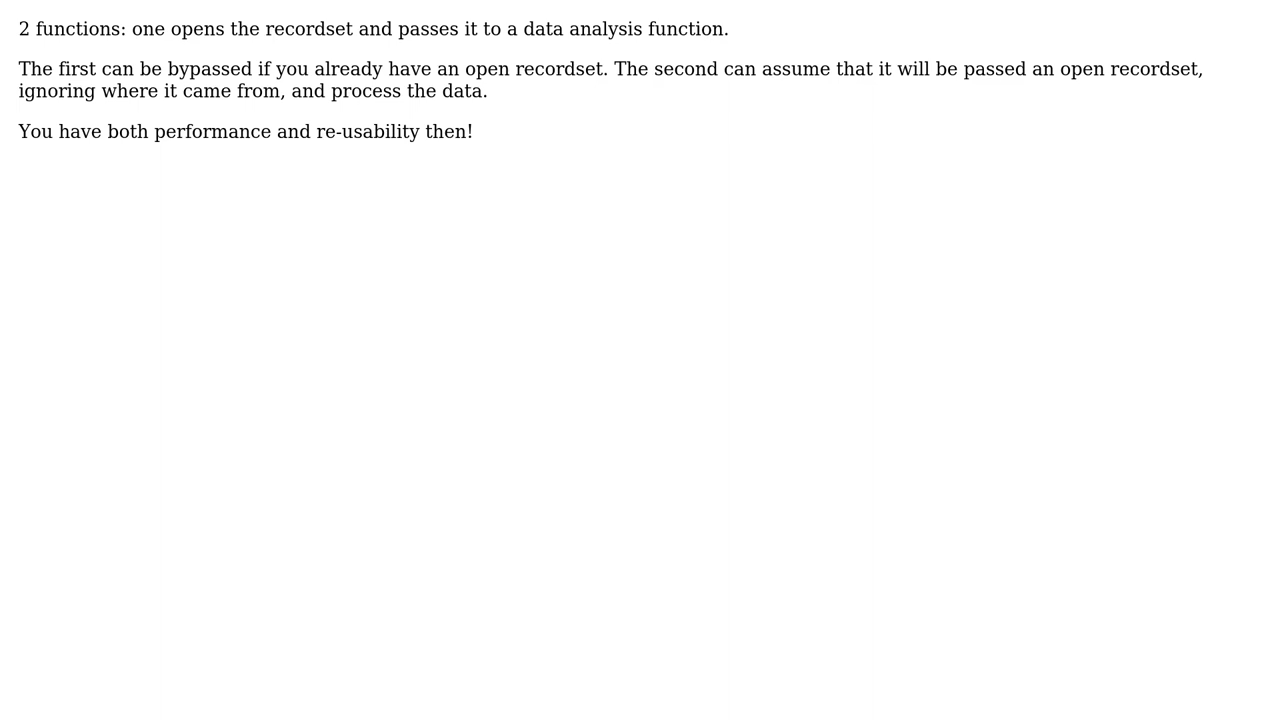 2 functions: one opens the recordset and passes it to a data analysis function.
The first can be bypassed if you already have an open recordset. The second can assume that it will be passed an open recordset,
ignoring where it came from, and process the data.
You have both performance and re-usability then!